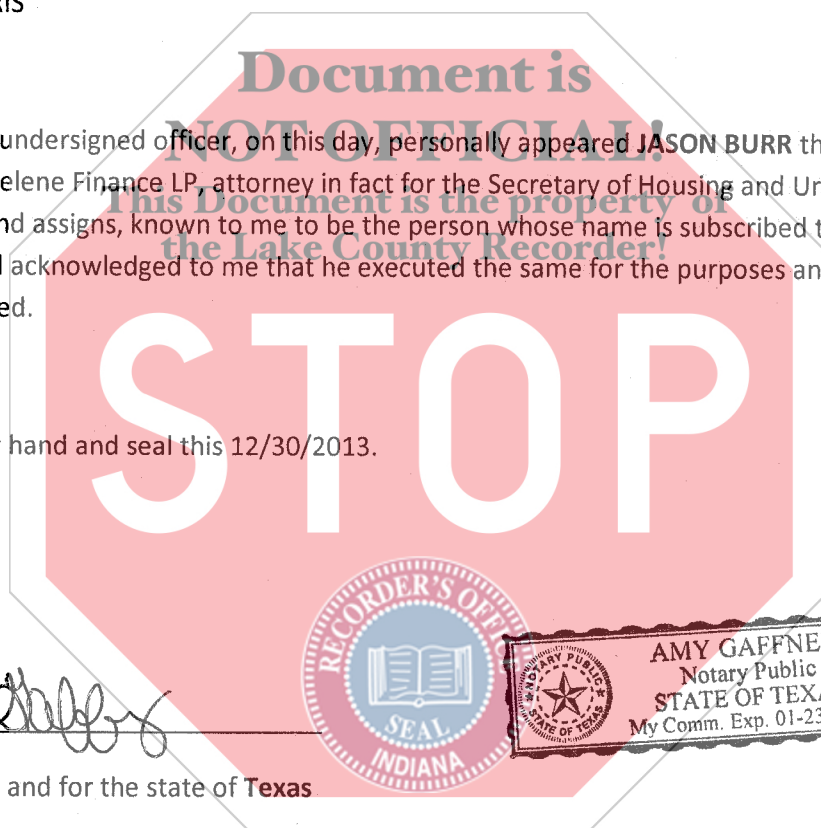 RIS
Document is
NOT OFFICIAL!
undersigned officer, on this day, personally appeared JASON BURR th
This Document is the property of
elene Finance LP, attorney in fact for the Secretary of Housing and Ur
nd assigns, known to me to be the person whose name is subscribed t
the Lake County Recorder!
acknowledged to me that he executed the same for the purposes an
ed.
STOP
hand and seal this 12/30/2013.
RECORDER'S OFFIC
SEAL
INDIANA
NOTARY PUBLIC
STATE OF TEXAS
AMY GAFFNE
Notary Public
STATE OF TEXA
My Comm. Exp. 01-23
and for the state of Texas